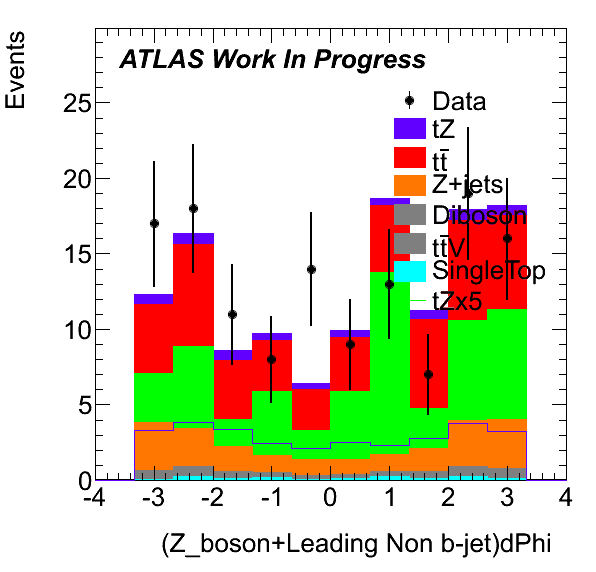 Events
ATLAS Work In Progress
Data
tZ
tt̄
Z+jets
Diboson
tt̄V
SingleTop
tZx5
25
20
15
10
5
0
-4 -3 -2 -1 0 1 2 3 4
(Z_boson+Leading Non b-jet)dPhi